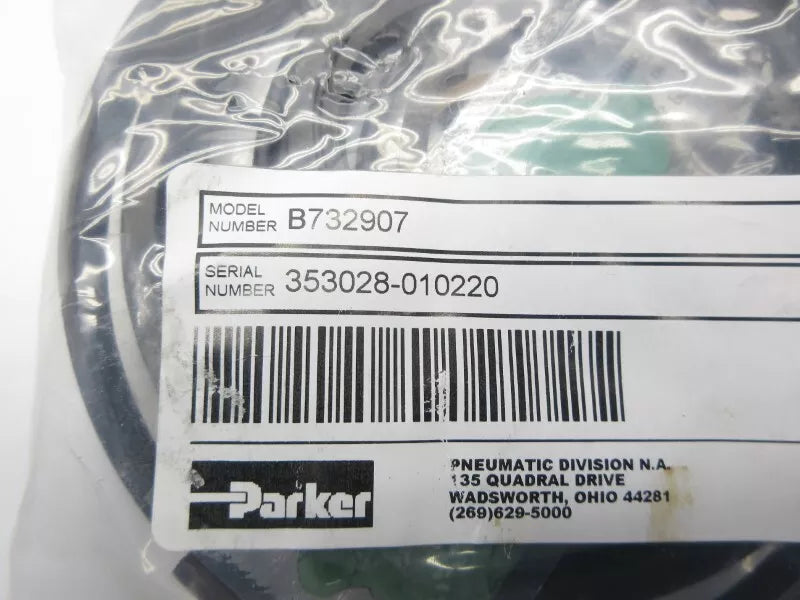 MODEL
NUMBER B732907
SERIAL
NUMBER 353028-010220
Parker
PNEUMATIC DIVISION N.A.
135 QUADRAL DRIVE
WADSWORTH, OHIO 44281
(269)629-5000